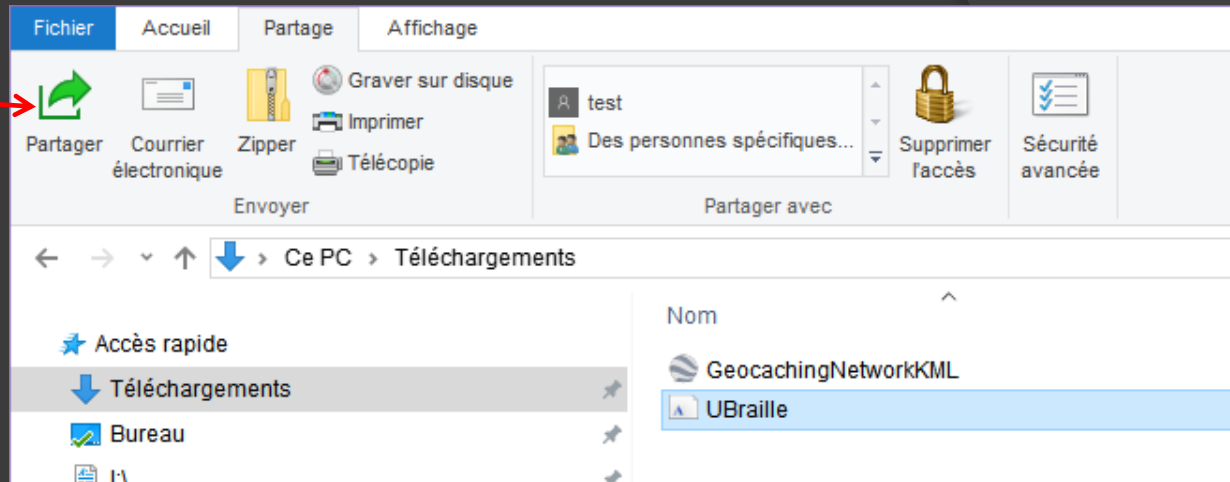 Fichier Accueil Partage Affichage
Partager
Courrier
électronique
Zipper
Graver sur disque
Imprimer
Télécopie
Envoyer
test
Des personnes spécifiques...
Supprimer
l'accès
Partager avec
Sécurité
avancée
Ce PC > Téléchargements
Accès rapide
Téléchargements
Bureau
Nom
GeocachingNetworkKML
UBraille